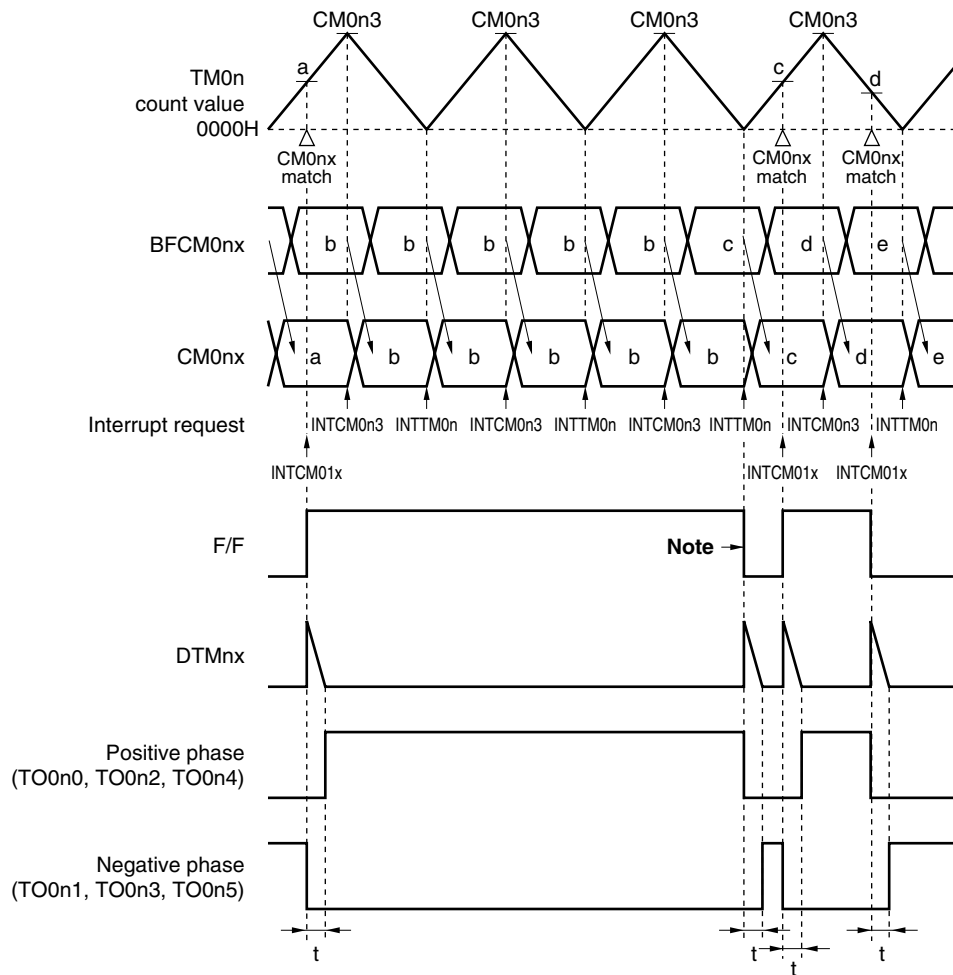 CM0n3 CM0n3 CM0n3 CM0n3
a c d
TM0n
count value
0000H
CM0nx
match
CM0nx
match
CM0nx
match
BFCM0nx b b b b b c d e
CM0nx a b b b b b c d e
Interrupt request INTCM0n3 INTTM0n INTCM0n3 INTTM0n INTCM0n3 INTTM0n INTCM0n3 INTTM0n
INTCM01x INTCM01x INTCM01x
F/F Note
DTMnx
Positive phase
(TO0n0, TO0n2, TO0n4)
Negative phase
(TO0n1, TO0n3, TO0n5)
t t t t